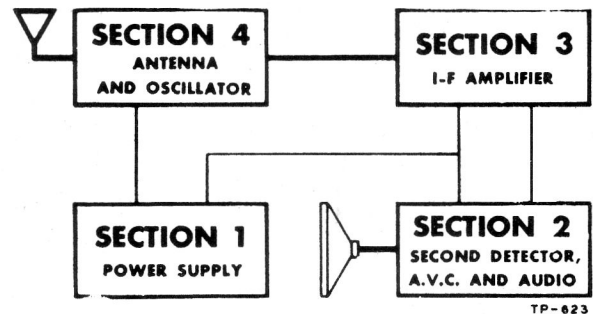 SECTION 4
ANTENNA
AND OSCILLATOR
SECTION 3
I-F AMPLIFIER
SECTION 1
POWER SUPPLY
SECTION 2
SECOND DETECTOR,
A.V.C. AND AUDIO
TP-623